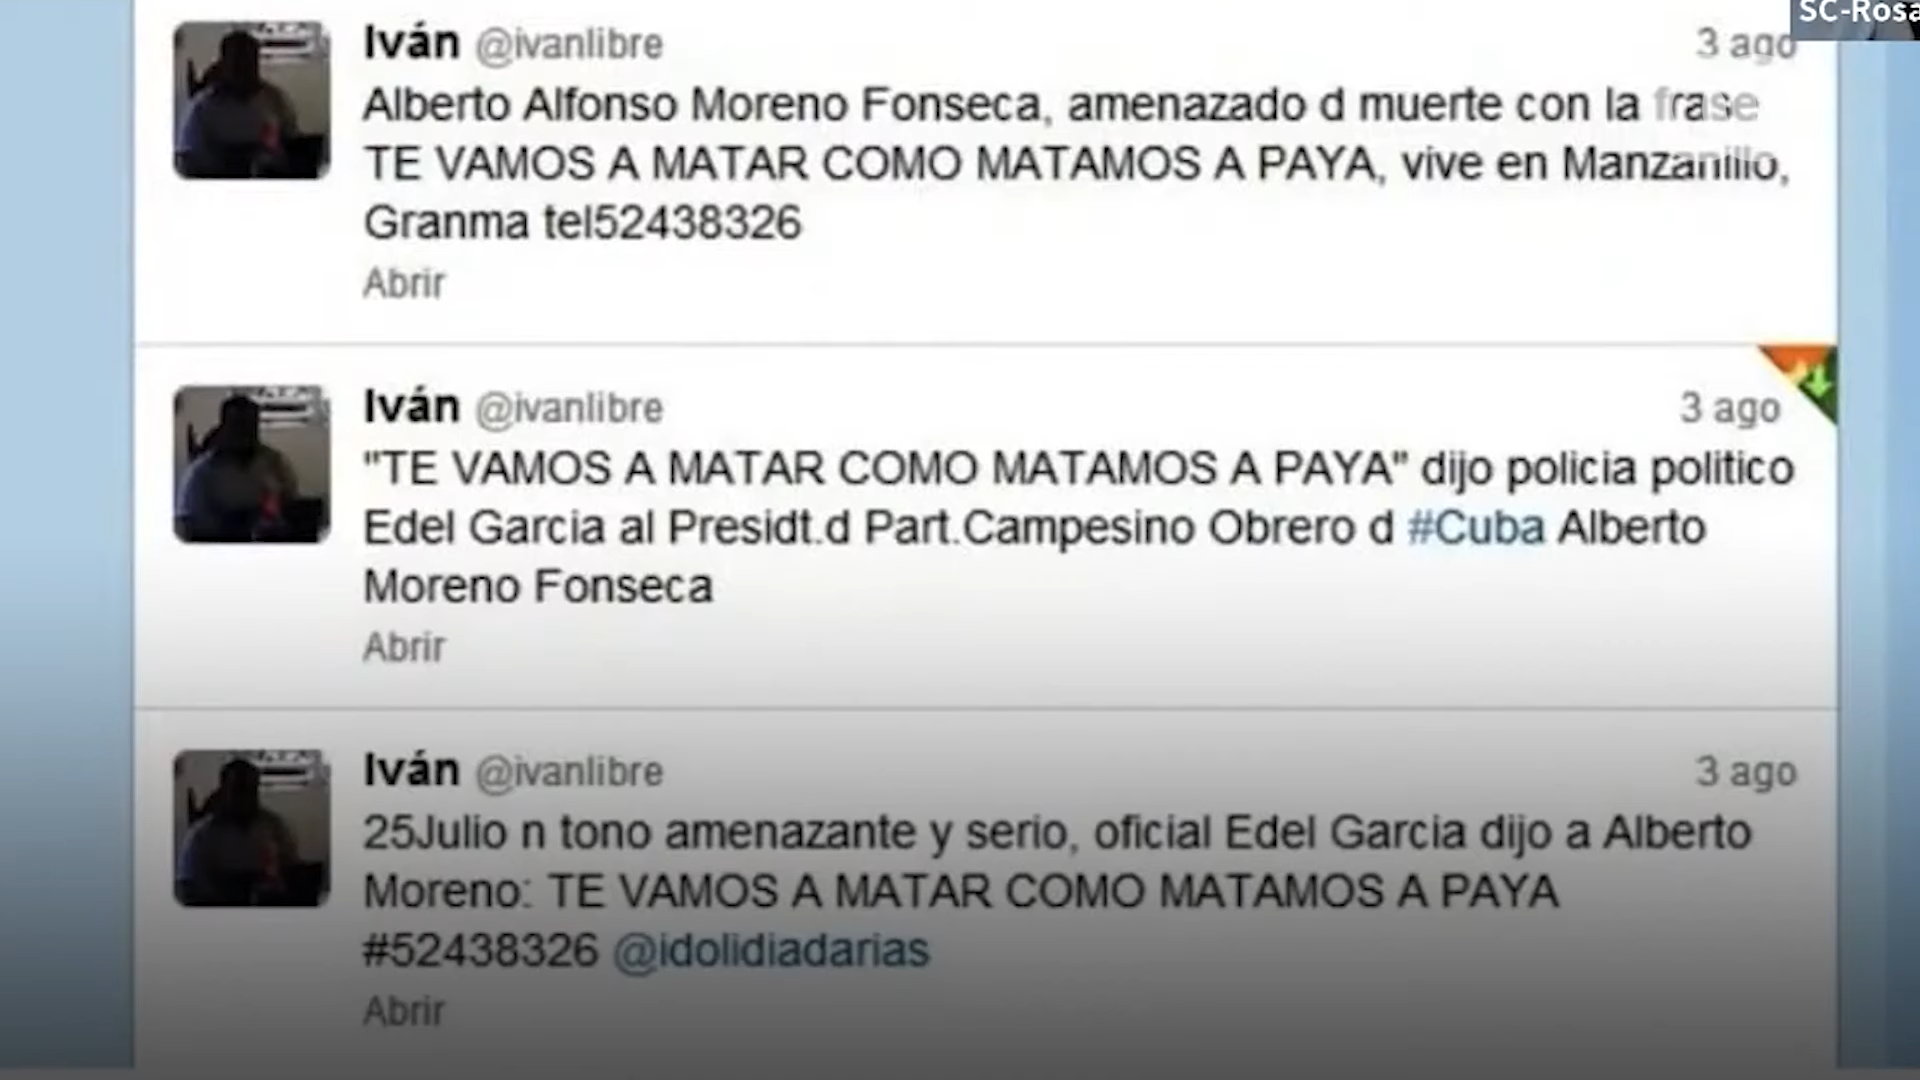 SC-Rosa
Iván @ivanlibre
3 ago
Alberto Alfonso Moreno Fonseca, amenazado d muerte con la frase
TE VAMOS A MATAR COMO MATAMOS A PAYA, vive en Manzanillo,
Granma tel52438326
Abrir
Iván @ivanlibre
3 ago
"TE VAMOS A MATAR COMO MATAMOS A PAYA" dijo policia politico
Edel Garcia al Presidt.d Part.Campesino Obrero d #Cuba Alberto
Moreno Fonseca
Abrir
Iván @ivanlibre
3 ago
25Julio n tono amenazante y serio, oficial Edel Garcia dijo a Alberto
Moreno: TE VAMOS A MATAR COMO MATAMOS A PAYA
#52438326 @idolidiadarias
Abrir